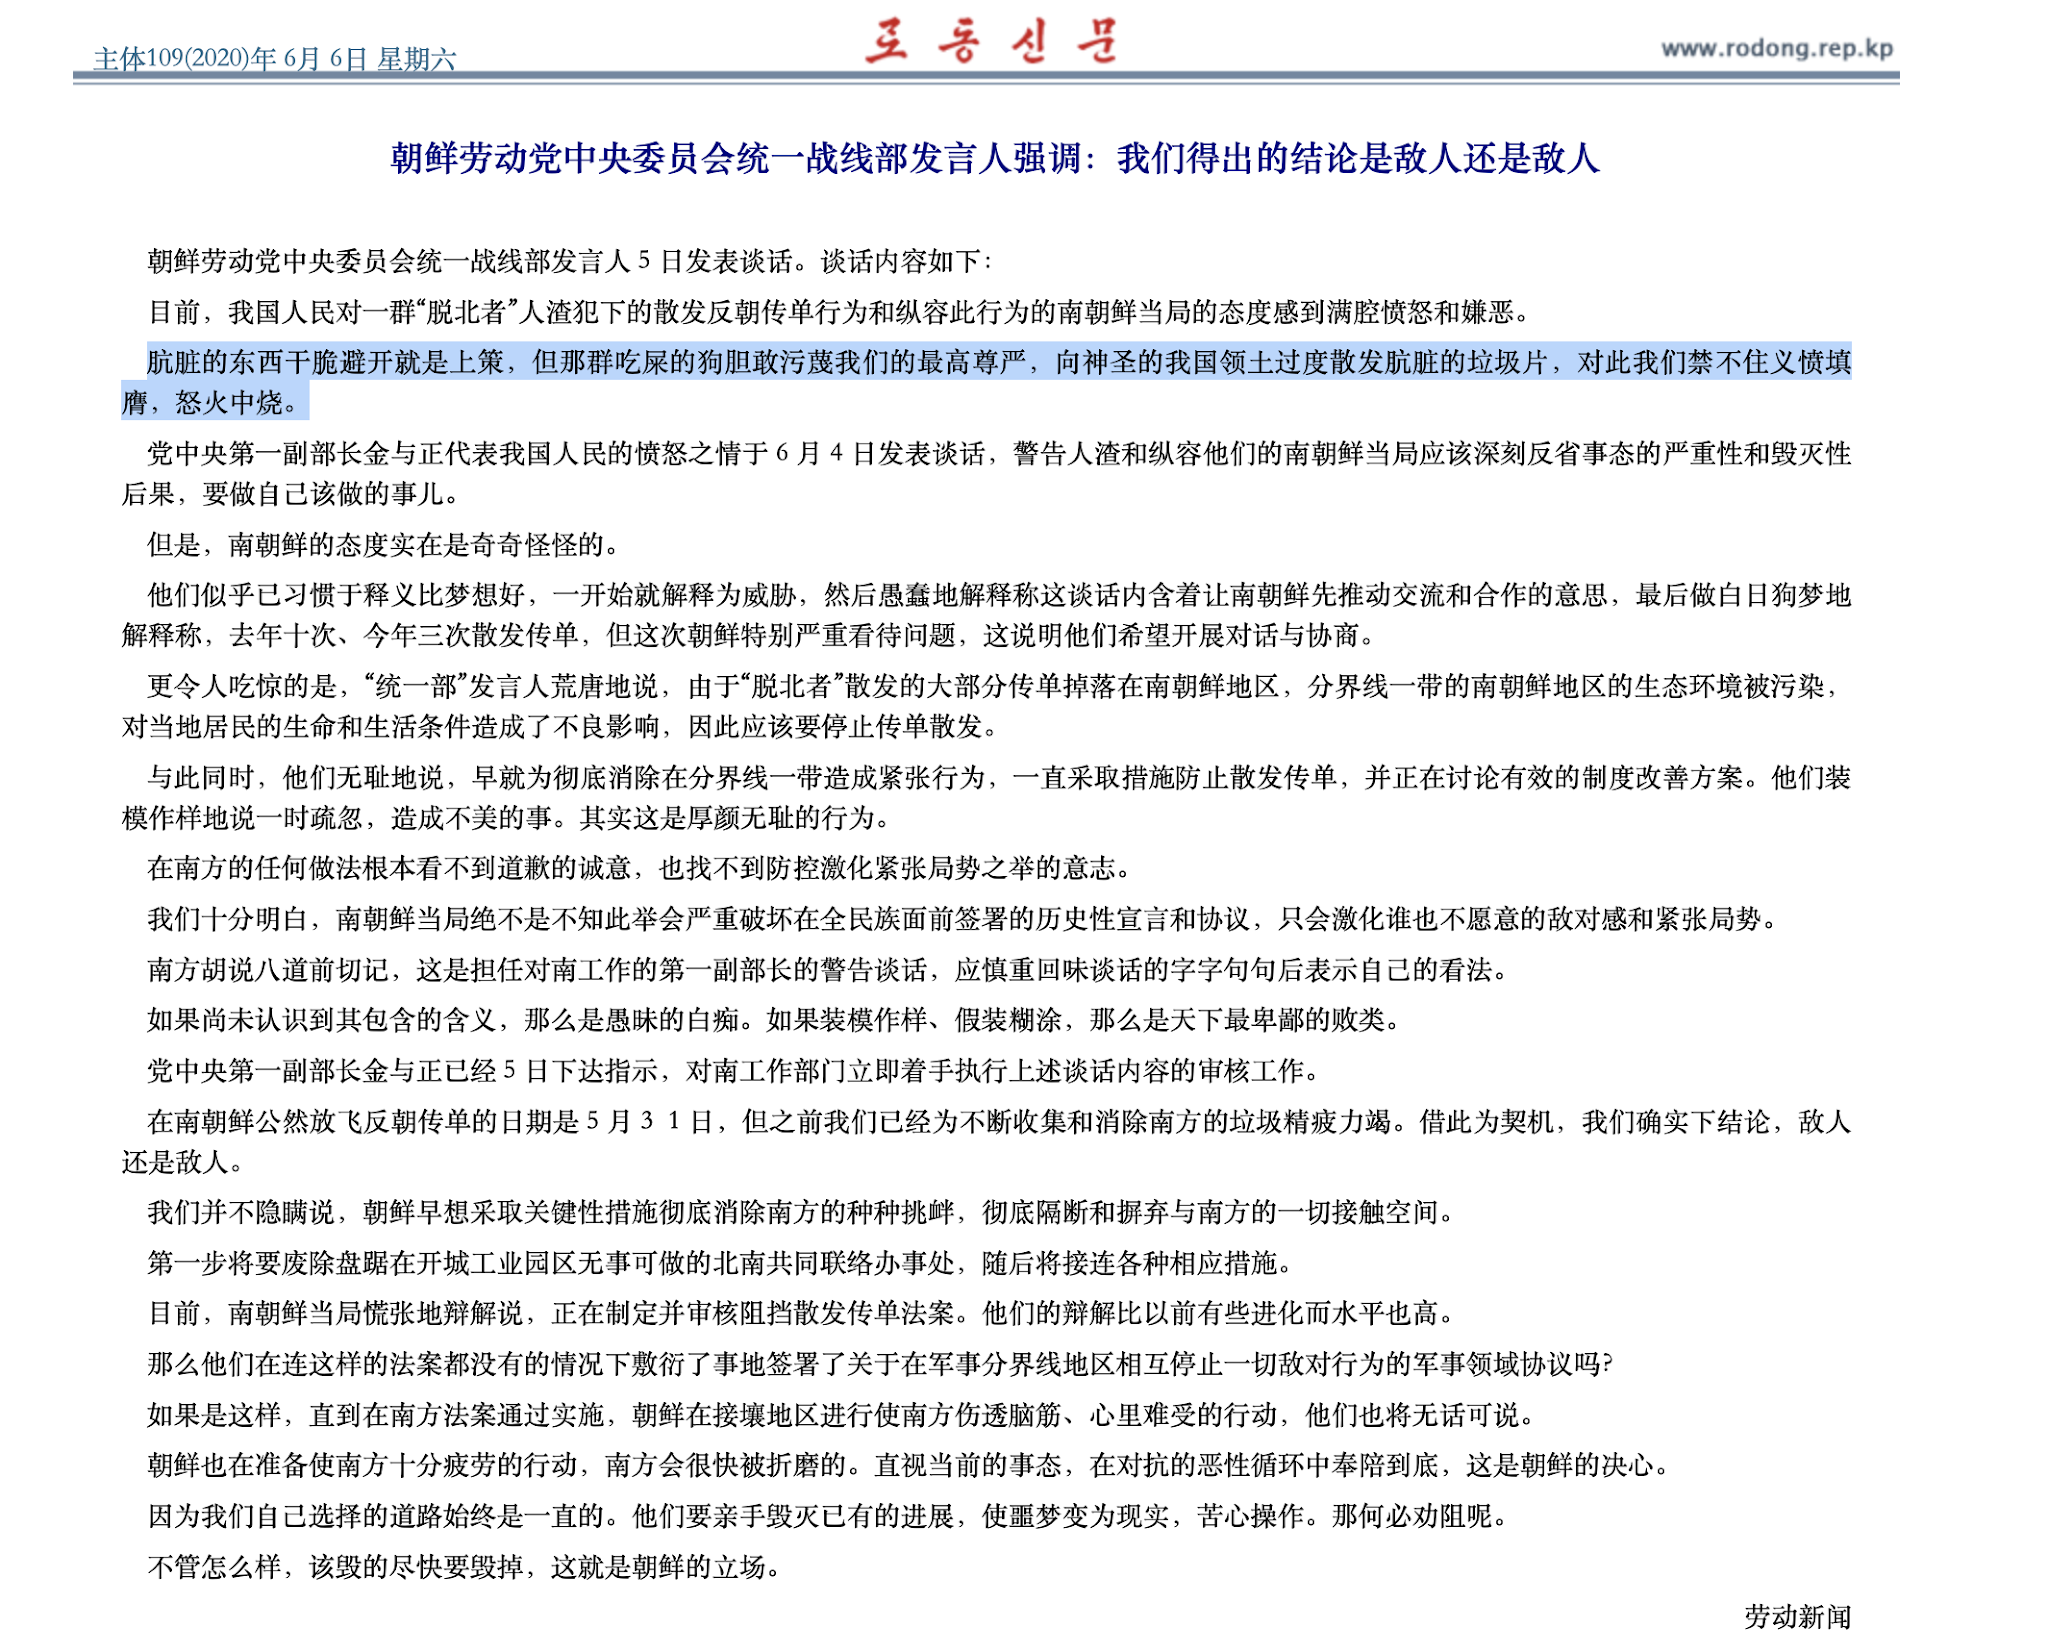 主体109(2020)年 6月 6日 星期六
로동신문
www.rodong.rep.kp
朝鲜劳动党中央委员会统一战线部发言人强调：我们得出的结论是敌人还是敌人
朝鲜劳动党中央委员会统一战线部发言人5日发表谈话。谈话内容如下：
目前，我国人民对一群“脱北者”人渣犯下的散发反朝传单行为和纵容此行为的南朝鲜当局的态度感到满腔愤怒和嫌恶。
肮脏的东西干脆避开就是上策，但那群吃屎的狗胆敢污蔑我们的最高尊严，向神圣的我国领土过度散发肮脏的垃圾片，对此我们禁不住义愤填
膺，怒火中烧。
党中央第一副部长金与正代表我国人民的愤怒之情于6月4日发表谈话，警告人渣和纵容他们的南朝鲜当局应该深刻反省事态的严重性和毁灭性
后果，要做自己该做的事儿。
但是，南朝鲜的态度实在是奇奇怪怪的。
他们似乎已习惯于释义比梦想好，一开始就解释为威胁，然后愚蠢地解释称这谈话内含着让南朝鲜先推动交流和合作的意思，最后做白日狗梦地
解释称，去年十次、今年三次散发传单，但这次朝鲜特别严重看待问题，这说明他们希望开展对话与协商。
更令人吃惊的是，“统一部”发言人荒唐地说，由于“脱北者”散发的大部分传单掉落在南朝鲜地区，分界线一带的南朝鲜地区的生态环境被污染，
对当地居民的生命和生活条件造成了不良影响，因此应该要停止传单散发。
与此同时，他们无耻地说，早就为彻底消除在分界线一带造成紧张行为，一直采取措施防止散发传单，并正在讨论有效的制度改善方案。他们装
模作样地说一时疏忽，造成不美的事。其实这是厚颜无耻的行为。
在南方的任何做法根本看不到道歉的诚意，也找不到防控激化紧张局势之举的意志。
我们十分明白，南朝鲜当局绝不是不知此举会严重破坏在全民族面前签署的历史性宣言和协议，只会激化谁也不愿意的敌对感和紧张局势。
南方胡说八道前切记，这是担任对南工作的第一副部长的警告谈话，应慎重回味谈话的字字句句后表示自己的看法。
如果尚未认识到其包含的含义，那么是愚昧的白痴。如果装模作样、假装糊涂，那么是天下最卑鄙的败类。
党中央第一副部长金与正已经5日下达指示，对南工作部门立即着手执行上述谈话内容的审核工作。
在南朝鲜公然放飞反朝传单的日期是5月31日，但之前我们已经为不断收集和消除南方的垃圾精疲力竭。借此为契机，我们确实下结论，敌人
还是敌人。
我们并不隐瞒说，朝鲜早想采取关键性措施彻底消除南方的种种挑衅，彻底隔断和摒弃与南方的一切接触空间。
第一步将要废除盘踞在开城工业园区无事可做的北南共同联络办事处，随后将接连各种相应措施。
目前，南朝鲜当局慌张地辩解说，正在制定并审核阻挡散发传单法案。他们的辩解比以前有些进化而水平也高。
那么他们在连这样的法案都没有的情况下敷衍了事地签署了关于在军事分界线地区相互停止一切敌对行为的军事领域协议吗?
如果是这样，直到在南方法案通过实施，朝鲜在接壤地区进行使南方伤透脑筋、心里难受的行动，他们也将无话可说。
朝鲜也在准备使南方十分疲劳的行动，南方会很快被折磨的。直视当前的事态，在对抗的恶性循环中奉陪到底，这是朝鲜的决心。
因为我们自己选择的道路始终是一直的。他们要亲手毁灭已有的进展，使噩梦变为现实，苦心操作。那何必劝阻呢。
不管怎么样，该毁的尽快要毁掉，这就是朝鲜的立场。
劳动新闻